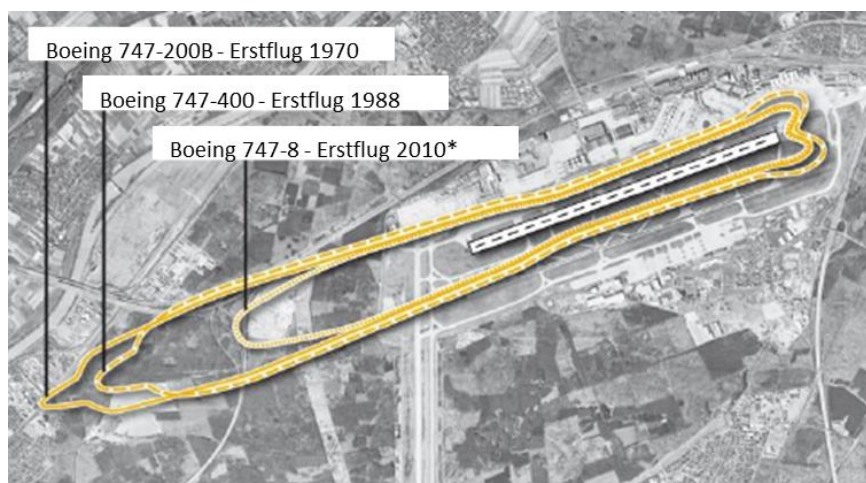 Boeing 747-200B - Erstflug 1970
Boeing 747-400 - Erstflug 1988
Boeing 747-8 - Erstflug 2010*